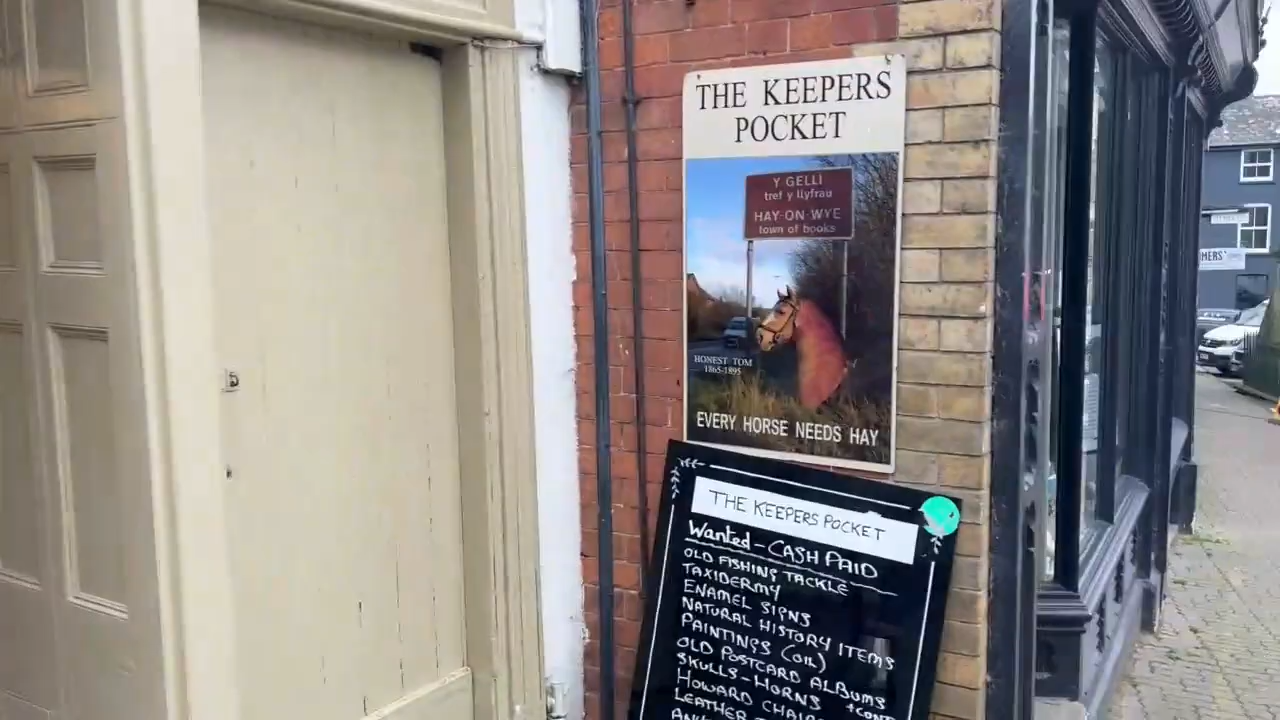 THE KEEPERS
POCKET
Y GELLI
tref y llyfrau
HAY-ON-WYE
town of books
HONEST TOM
1865-1895
EVERY HORSE NEEDS HAY
THE KEEPERS POCKET
Wanted - CASH PAID
OLD FISHING TACKLE
TAXIDERMY
ENAMEL SIGNS
NATURAL HISTORY ITEMS
PAINTINGS (OIL)
OLD POSTCARD ALBUMS
SKULLS - HORNS
HOWARD
LEATHER